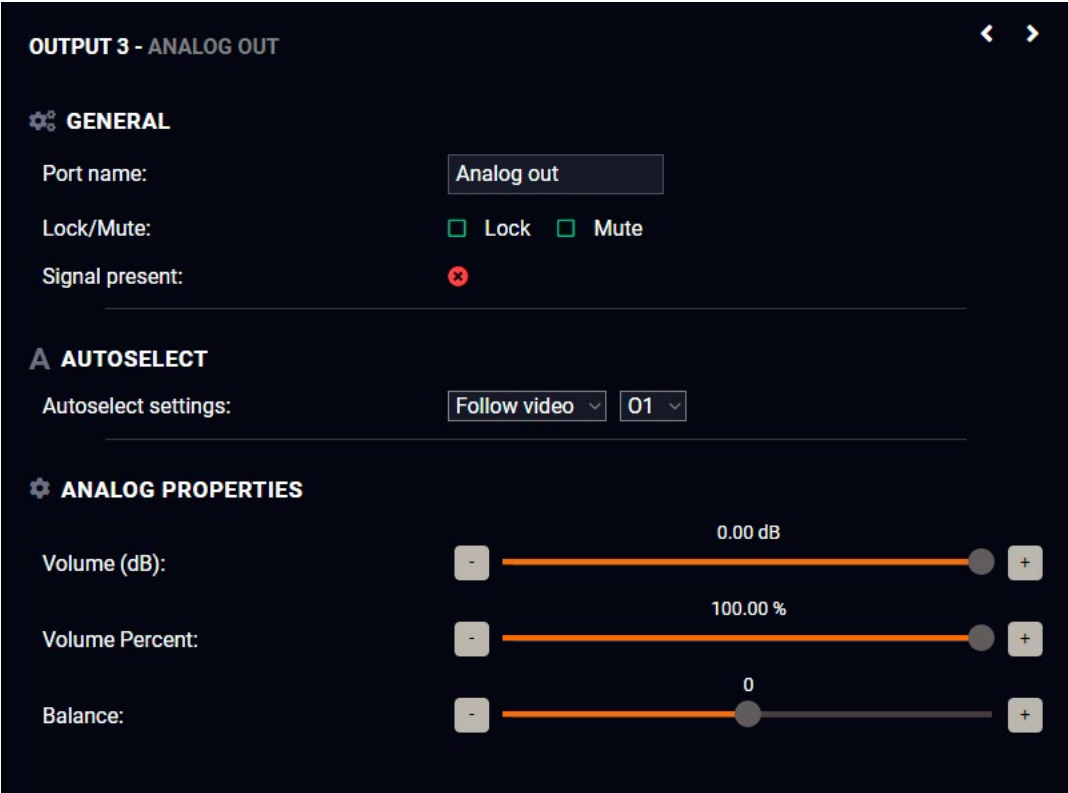 OUTPUT 3 - ANALOG OUT
GENERAL
Port name: Analog out
Lock/Mute: Lock Mute
Signal present:
A AUTOSELECT
Autoselect settings: Follow video O1
ANALOG PROPERTIES
0.00 dB
Volume (dB): - +
100.00 %
Volume Percent: - +
0
Balance: - +